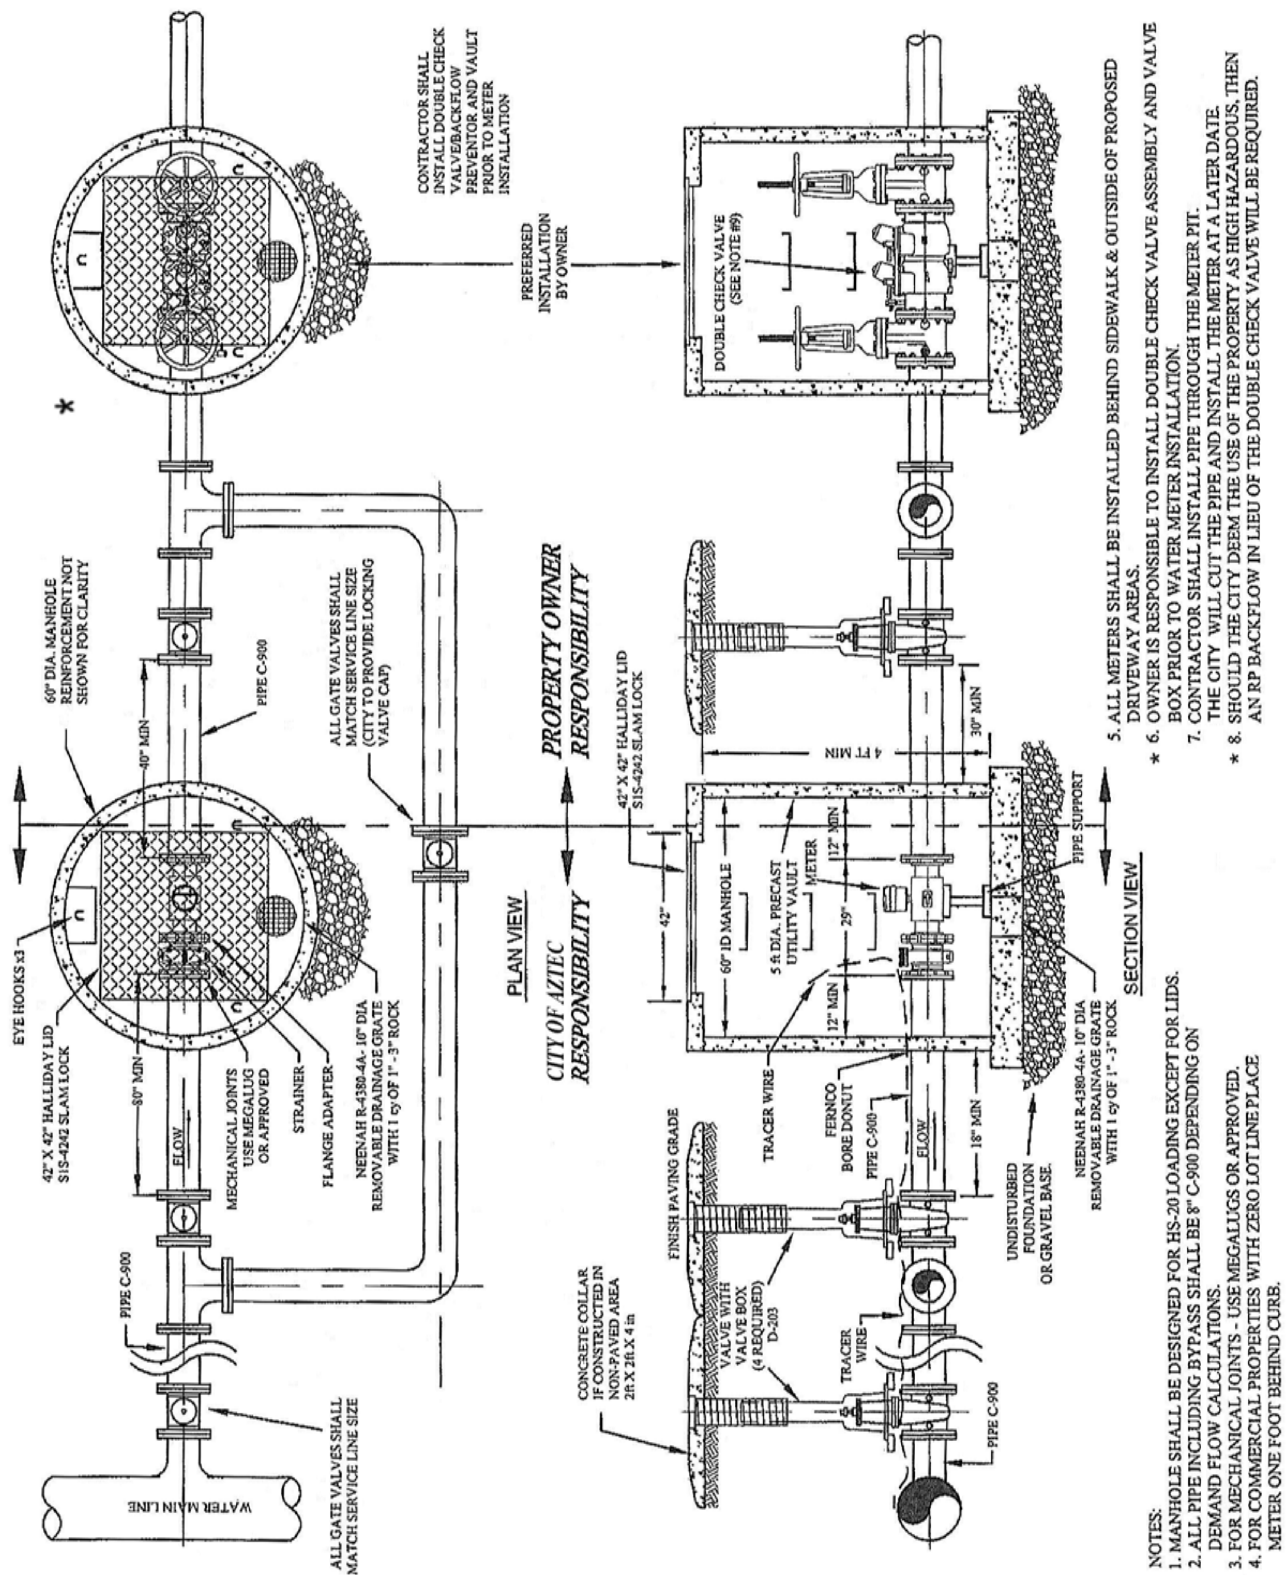 WATER MAIN LINE
ALL GATE VALVES SHALL
MATCH SERVICE LINE SIZE
PIPE C-900
FLOW
80" MIN
42" X 42" HALLIDAY LID
S1S-4242 SLAM LOCK
EYE HOOKS x3
MECHANICAL JOINTS
USE MEGALUG
OR APPROVED
STRAINER
FLANGE ADAPTER
NEENAH R-4380-4A- 10" DIA
REMOVABLE DRAINAGE GRATE
WITH 1 cy OF 1" - 3" ROCK
60" DIA. MANHOLE
REINFORCEMENT NOT
SHOWN FOR CLARITY
40" MIN
PIPE C-900
ALL GATE VALVES SHALL
MATCH SERVICE LINE SIZE
(CITY TO PROVIDE LOCKING
VALVE CAP)
*
CONTRACTOR SHALL
INSTALL DOUBLE CHECK
VALVE/BACKFLOW
PREVENTOR AND VAULT
PRIOR TO METER
INSTALLATION
PREFERRED
INSTALLATION
BY OWNER
PLAN VIEW
CITY OF AZTEC
RESPONSIBILITY
PROPERTY OWNER
RESPONSIBILITY
CONCRETE COLLAR
IF CONSTRUCTED IN
NON-PAVED AREA
2ft X 2ft X 4 in
FINISH PAVING GRADE
VALVE WITH
VALVE BOX
(4 REQUIRED)
D-203
TRACER
WIRE
PIPE C-900
TRACER WIRE
FERNCO
BORE DONUT
PIPE C-900
FLOW
18" MIN
UNDISTURBED
FOUNDATION
OR GRAVEL BASE
42"
42" X 42" HALLIDAY LID
S1S-4242 SLAM LOCK
60" ID MANHOLE
5 ft DIA. PRECAST
UTILITY VAULT
METER
12" MIN
29"
12" MIN
4 FT MIN
30" MIN
PIPE SUPPORT
NEENAH R-4380-4A- 10" DIA
REMOVABLE DRAINAGE GRATE
WITH 1 cy OF 1" - 3" ROCK
DOUBLE CHECK VALVE
(SEE NOTE #9)
SECTION VIEW
NOTES:
1. MANHOLE SHALL BE DESIGNED FOR HS-20 LOADING EXCEPT FOR LIDS.
2. ALL PIPE INCLUDING BYPASS SHALL BE 8" C-900 DEPENDING ON
DEMAND FLOW CALCULATIONS.
3. FOR MECHANICAL JOINTS - USE MEGALUGS OR APPROVED.
4. FOR COMMERCIAL PROPERTIES WITH ZERO LOT LINE PLACE
METER ONE FOOT BEHIND CURB.
5. ALL METERS SHALL BE INSTALLED BEHIND SIDEWALK & OUTSIDE OF PROPOSED
DRIVEWAY AREAS.
* 6. OWNER IS RESPONSIBLE TO INSTALL DOUBLE CHECK VALVE ASSEMBLY AND VALVE
BOX PRIOR TO WATER METER INSTALLATION.
7. CONTRACTOR SHALL INSTALL PIPE THROUGH THE METER PIT.
THE CITY WILL CUT THE PIPE AND INSTALL THE METER AT A LATER DATE.
* 8. SHOULD THE CITY DEEM THE USE OF THE PROPERTY AS HIGH HAZARDOUS, THEN
AN RP BACKFLOW IN LIEU OF THE DOUBLE CHECK VALVE WILL BE REQUIRED.